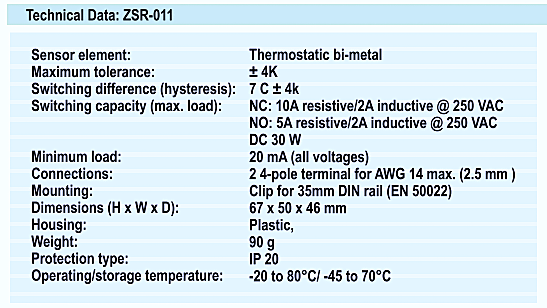 Technical Data: ZSR-011
Sensor element: Thermostatic bi-metal
Maximum tolerance: ± 4K
Switching difference (hysteresis): 7 C ± 4k
Switching capacity (max. load): NC: 10A resistive/2A inductive @ 250 VAC
NO: 5A resistive/2A inductive @ 250 VAC
DC 30 W
Minimum load: 20 mA (all voltages)
Connections: 2 4-pole terminal for AWG 14 max. (2.5 mm )
Mounting: Clip for 35mm DIN rail (EN 50022)
Dimensions (H x W x D): 67 x 50 x 46 mm
Housing: Plastic,
Weight: 90 g
Protection type: IP 20
Operating/storage temperature: -20 to 80°C/ -45 to 70°C